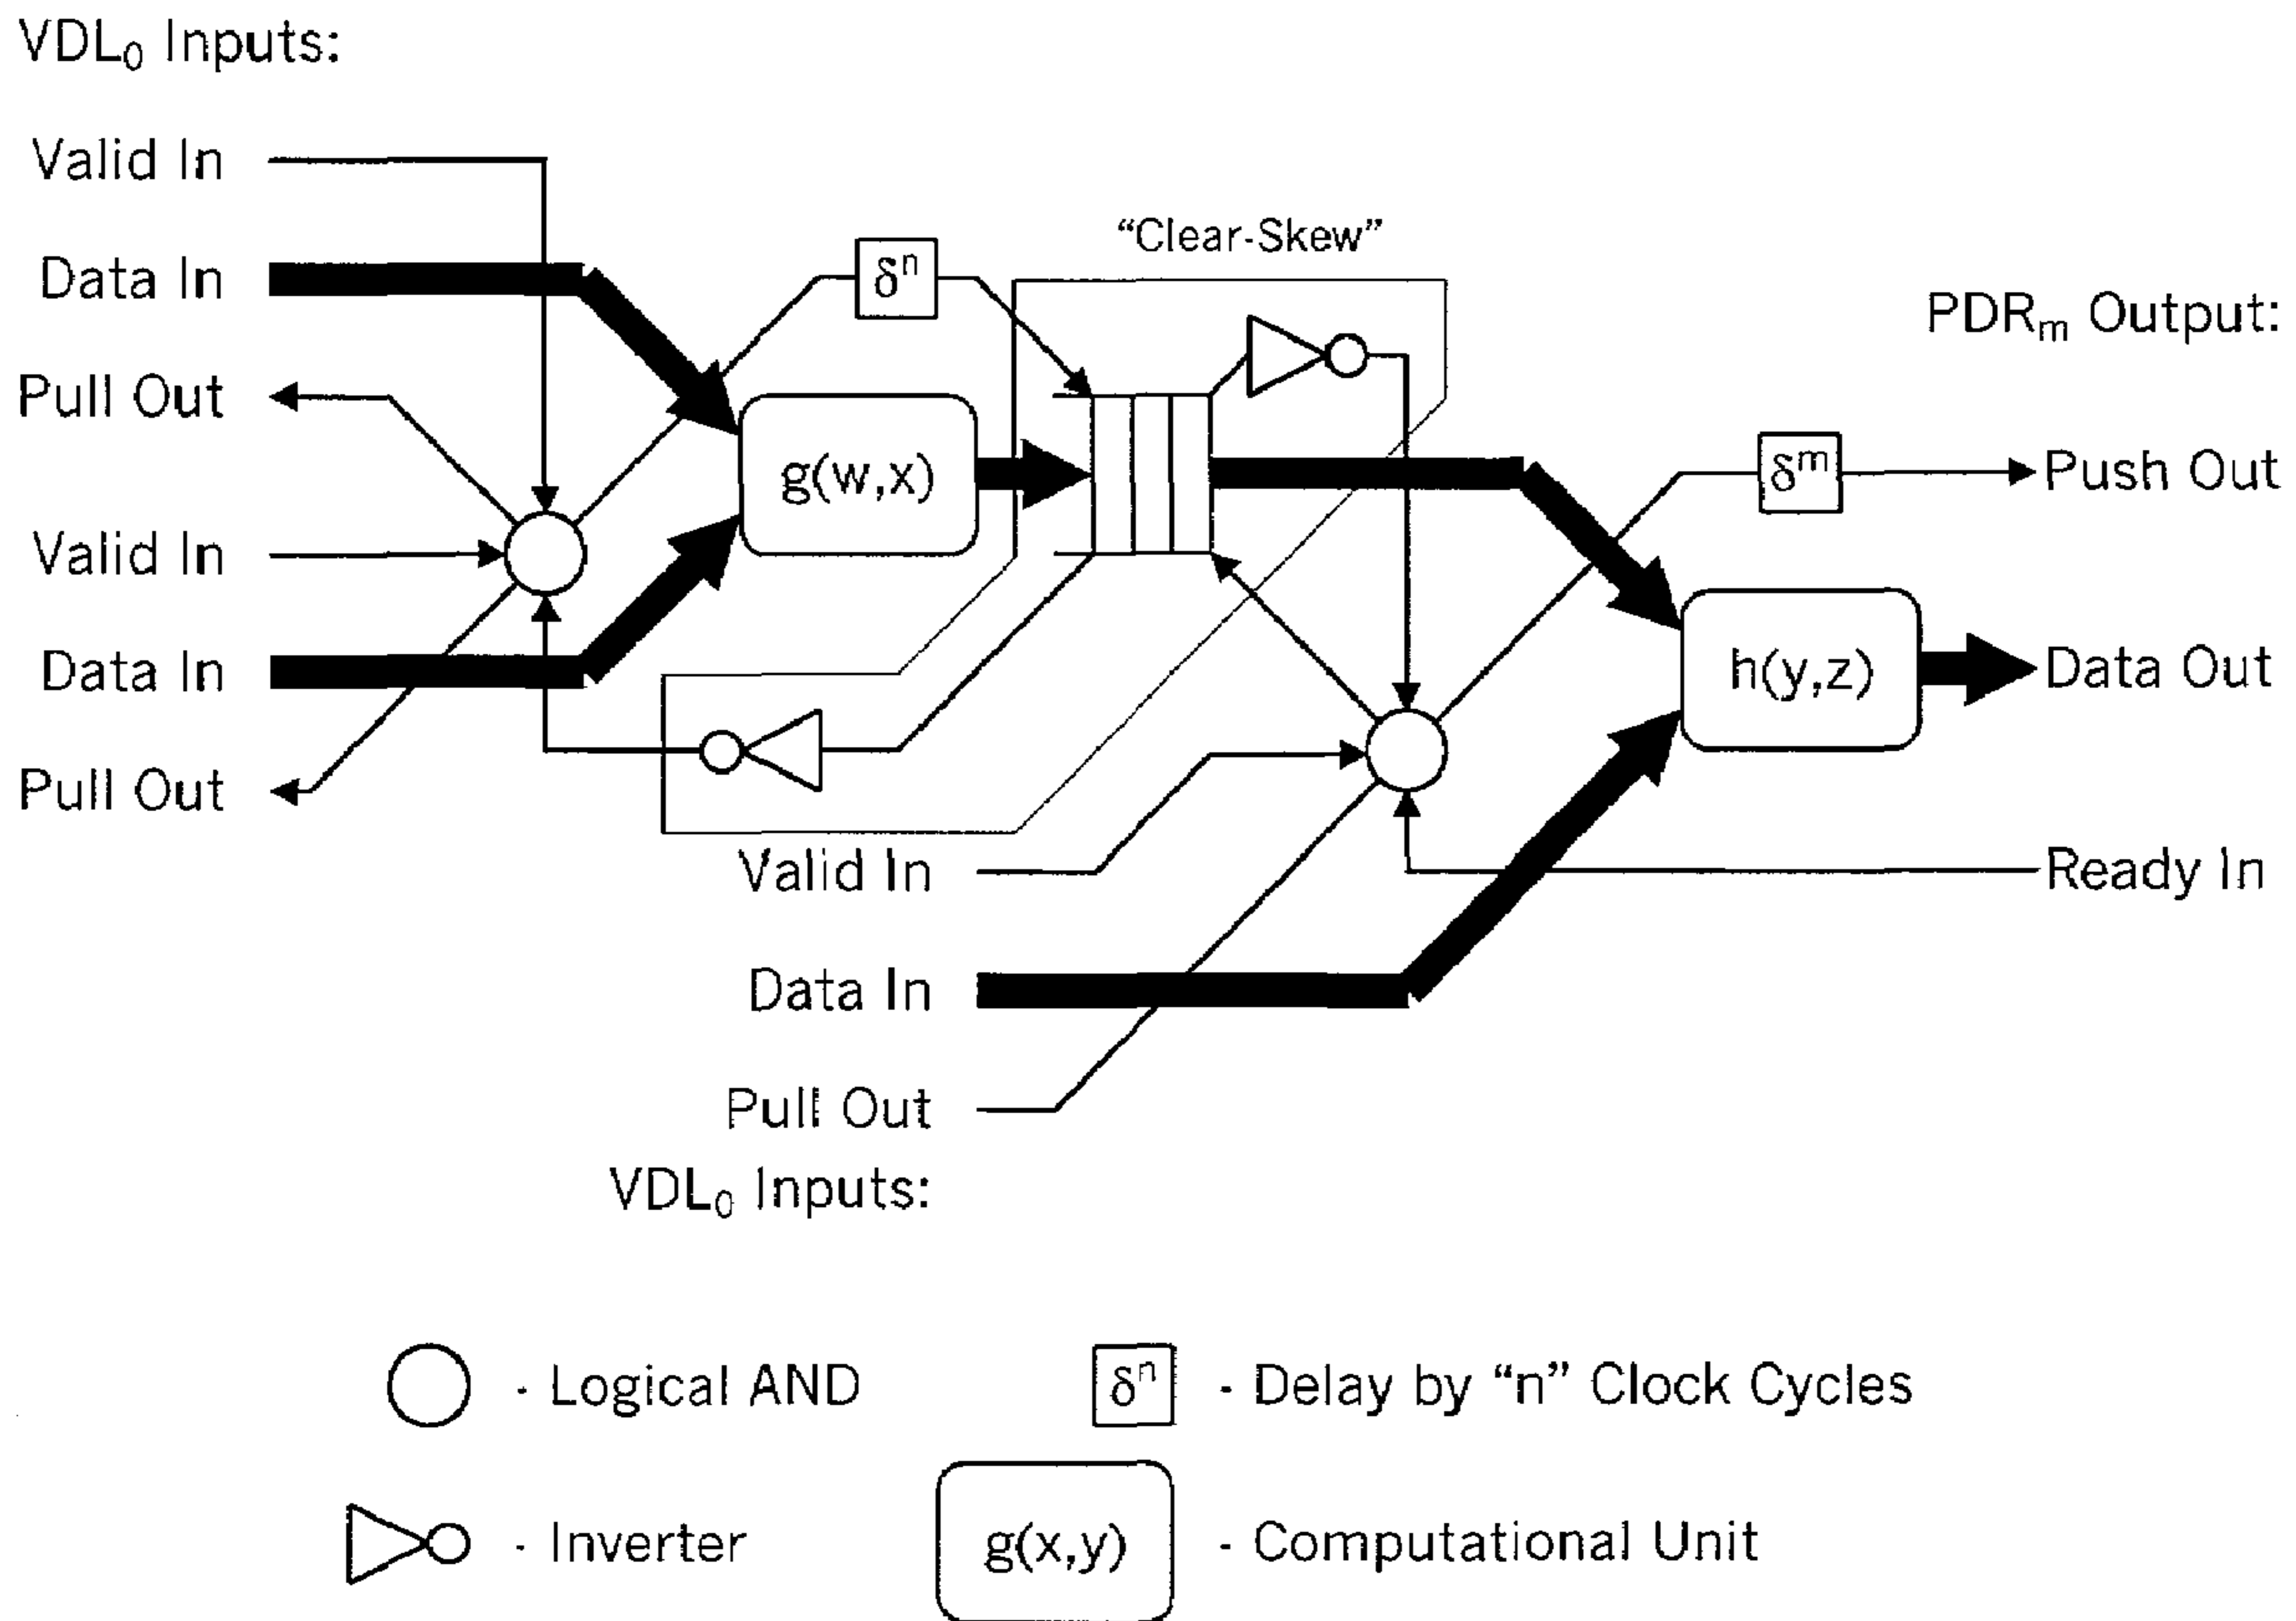 VDL₀ Inputs:
Valid In
Data In
Pull Out
Valid In
Data In
Pull Out
δⁿ
"Clear-Skew"
g(w,x)
PDRₘ Output:
δᵐ
Push Out
h(y,z)
Data Out
Ready In
Valid In
Data In
Pull Out
VDL₀ Inputs:
- Logical AND
δⁿ - Delay by “n” Clock Cycles
- Inverter
g(x,y) - Computational Unit